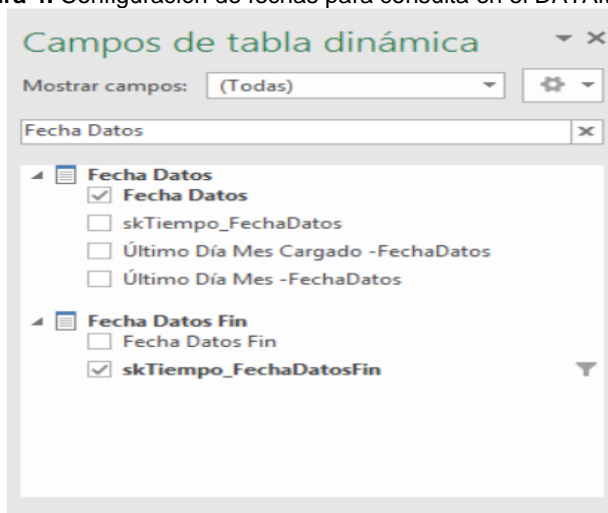 4. Configuración de fechas para consulta en el
Campos de tabla dinámica
Mostrar campos: (Todas)
Fecha Datos
Fecha Datos
Fecha Datos
skTiempo_FechaDatos
Último Día Mes Cargado -FechaDatos
Último Día Mes -FechaDatos
Fecha Datos Fin
Fecha Datos Fin
skTiempo_FechaDatosFin